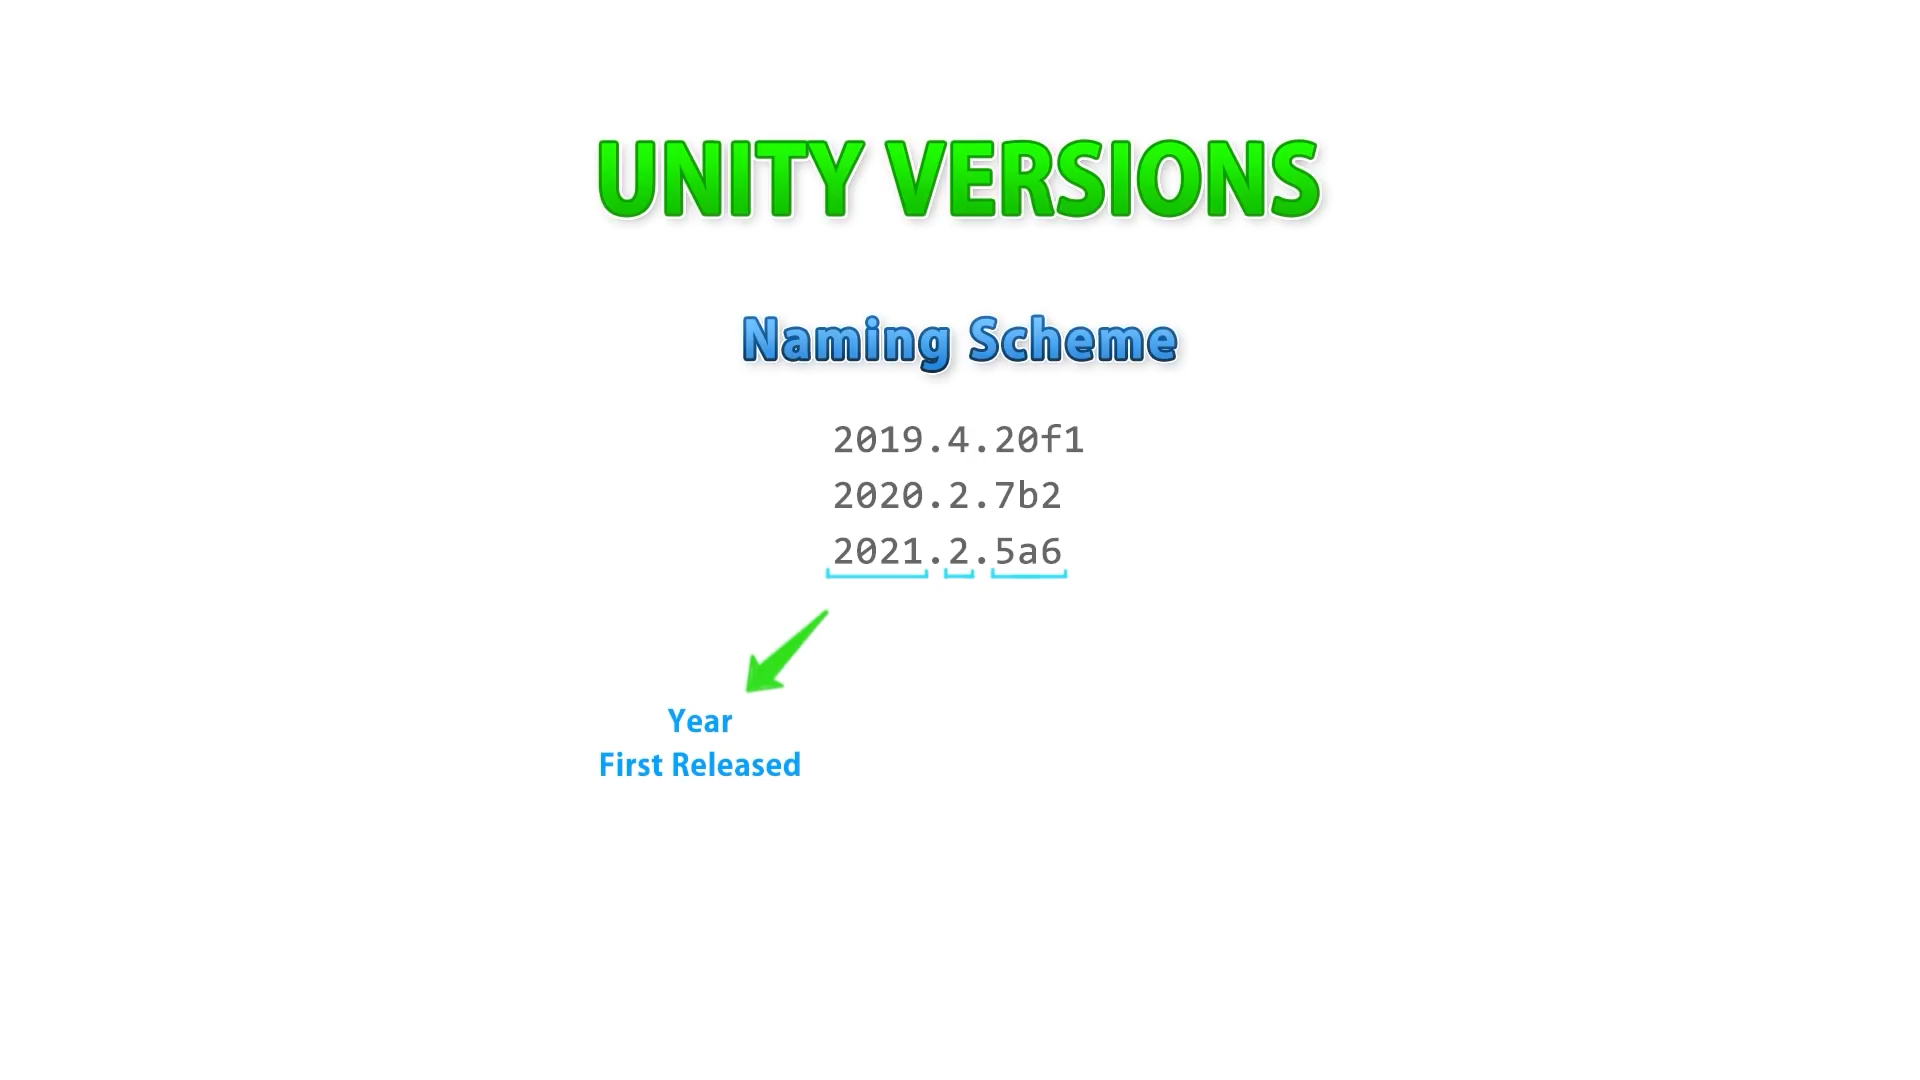 UNITY VERSIONS
Naming Scheme
2019.4.20f1
2020.2.7b2
2021.2.5a6
Year
First Released